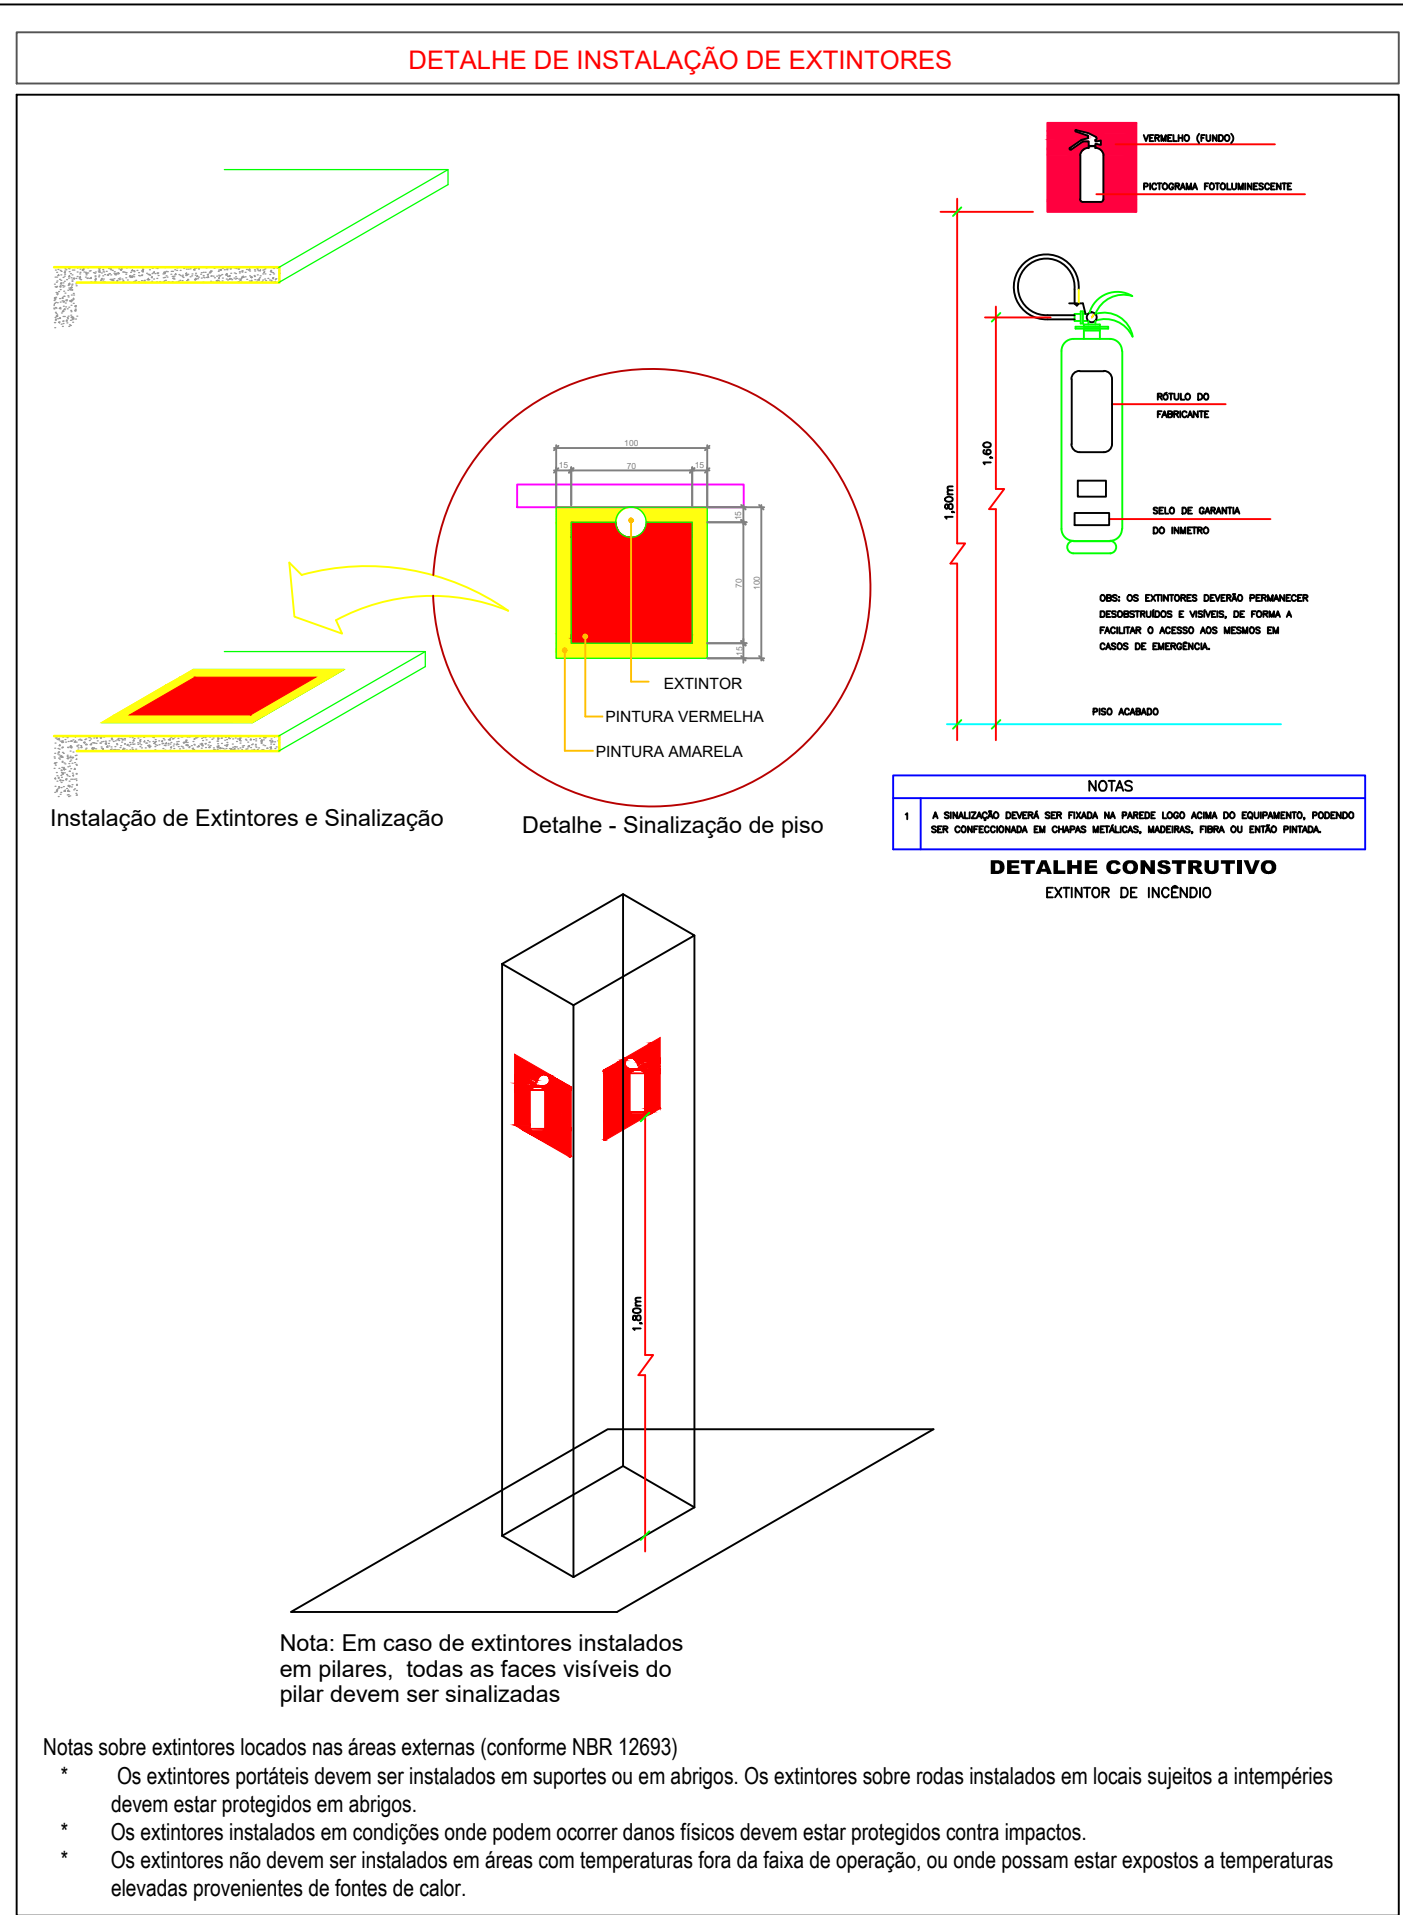 DETALHE DE INSTALAÇÃO DE EXTINTORES
VERMELHO (FUNDO)
PICTOGRAMA FOTOLUMINESCENTE
RÓTULO DO
FABRICANTE
1,60
1,80m
SELO DE GARANTIA
DO INMETRO
OBS: OS EXTINTORES DEVERÃO PERMANECER
DESOBSTRUÍDOS E VISÍVEIS, DE FORMA A
FACILITAR O ACESSO AOS MESMOS EM
CASOS DE EMERGÊNCIA.
PISO ACABADO
100
15
70
15
15
70
100
15
EXTINTOR
PINTURA VERMELHA
PINTURA AMARELA
Instalação de Extintores e Sinalização
Detalhe - Sinalização de piso
NOTAS
1 A SINALIZAÇÃO DEVERÁ SER FIXADA NA PAREDE LOGO ACIMA DO EQUIPAMENTO, PODENDO
SER CONFECCIONADA EM CHAPAS METÁLICAS, MADEIRAS, FIBRA OU ENTÃO PINTADA.
DETALHE CONSTRUTIVO
EXTINTOR DE INCÊNDIO
1,80m
Nota: Em caso de extintores instalados
em pilares, todas as faces visíveis do
pilar devem ser sinalizadas
Notas sobre extintores locados nas áreas externas (conforme NBR 12693)
* Os extintores portáteis devem ser instalados em suportes ou em abrigos. Os extintores sobre rodas instalados em locais sujeitos a intempéries
devem estar protegidos em abrigos.
* Os extintores instalados em condições onde podem ocorrer danos físicos devem estar protegidos contra impactos.
* Os extintores não devem ser instalados em áreas com temperaturas fora da faixa de operação, ou onde possam estar expostos a temperaturas
elevadas provenientes de fontes de calor.